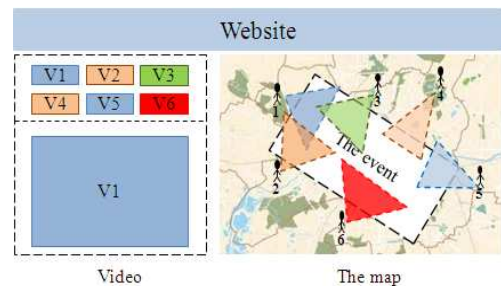 Website
V1 V2 V3
V4 V5 V6
V1
1
2
3
4
5
6
The event
Video
The map